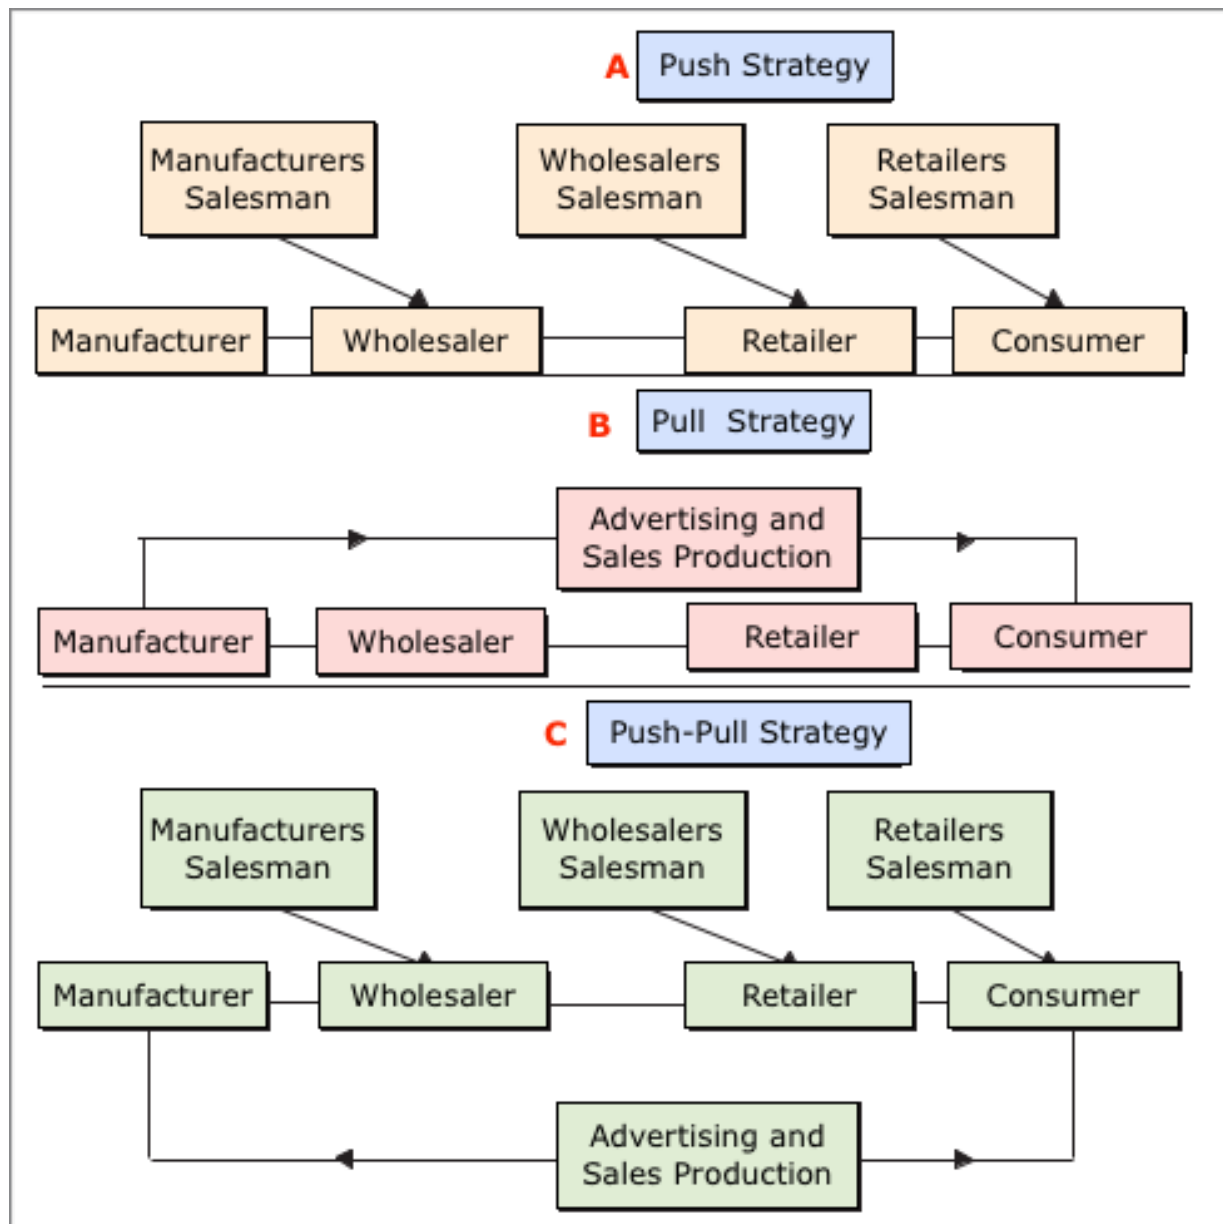 A
Push Strategy
Manufacturers
Salesman
Wholesalers
Salesman
Retailers
Salesman
Manufacturer
Wholesaler
Retailer
Consumer
B
Pull Strategy
Advertising and
Sales Production
Manufacturer
Wholesaler
Retailer
Consumer
C
Push-Pull Strategy
Manufacturers
Salesman
Wholesalers
Salesman
Retailers
Salesman
Manufacturer
Wholesaler
Retailer
Consumer
Advertising and
Sales Production